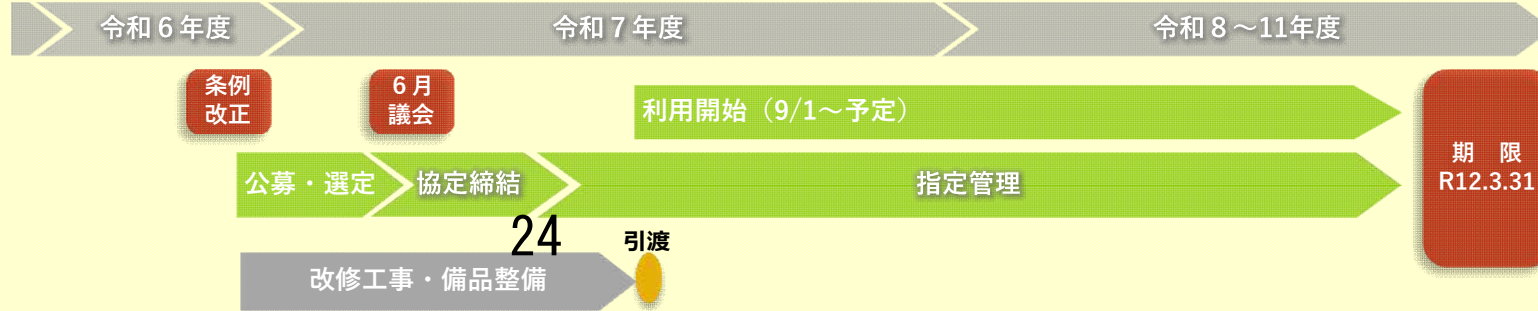 令和６年度
令和７年度
令和８～11年度
条例
改正
６月
議会
利用開始（9/1～予定）
期　限
R12.3.31
公募・選定
協定締結
指定管理
24
引渡
改修工事・備品整備